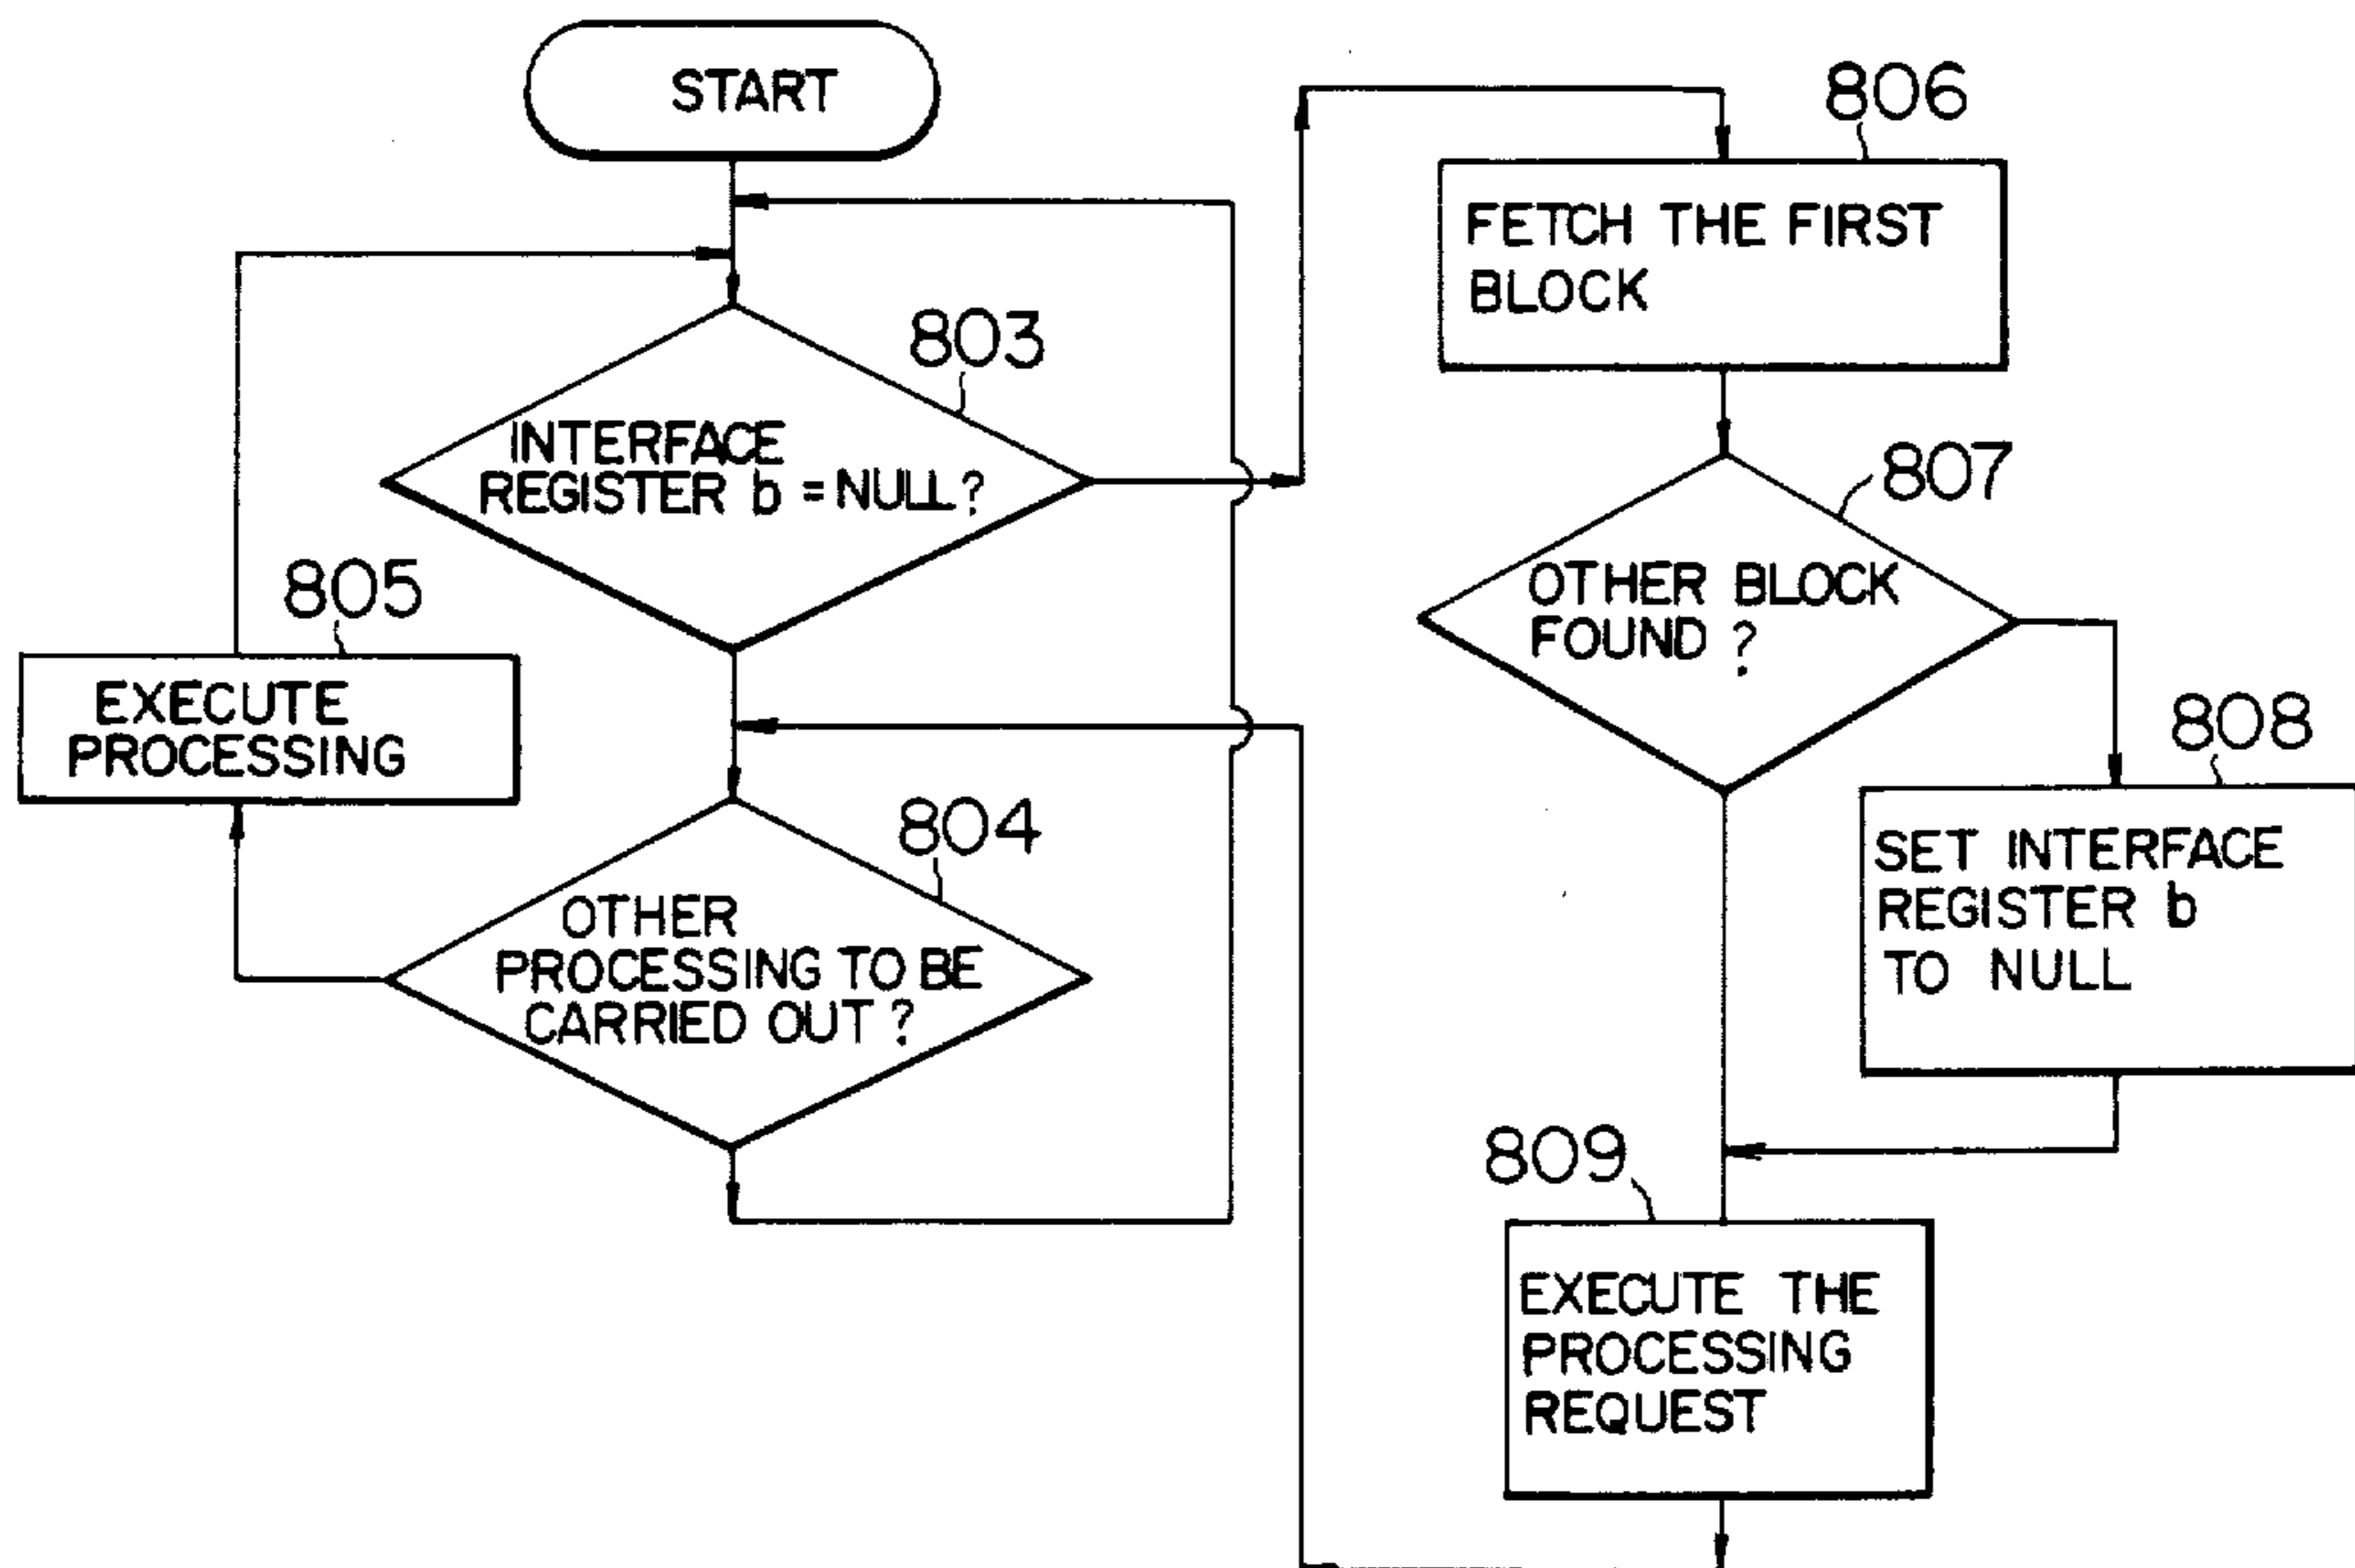 START
803
INTERFACE
REGISTER b = NULL?
805
EXECUTE
PROCESSING
804
OTHER
PROCESSING TO BE
CARRIED OUT?
806
FETCH THE FIRST
BLOCK
807
OTHER BLOCK
FOUND ?
808
SET INTERFACE
REGISTER b
TO NULL
809
EXECUTE THE
PROCESSING
REQUEST